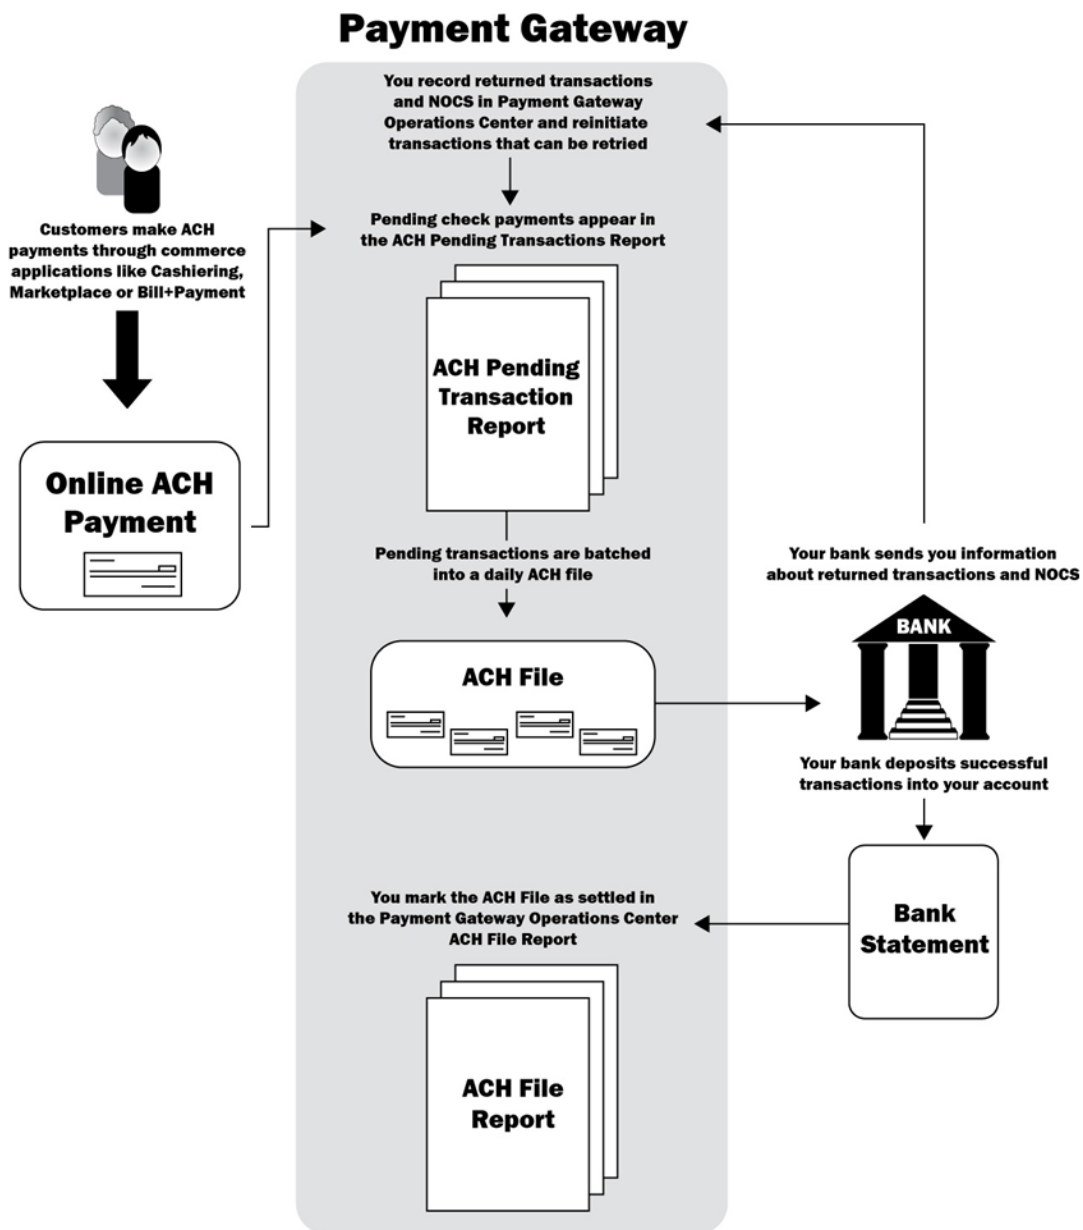 Payment Gateway
You record returned transactions
and NOCS in Payment Gateway
Operations Center and reinitiate
transactions that can be retried
Customers make ACH
payments through commerce
applications like Cashiering,
Marketplace or Bill+Payment
Pending check payments appear in
the ACH Pending Transactions Report
ACH Pending
Transaction
Report
Online ACH
Payment
Pending transactions are batched
into a daily ACH file
Your bank sends you information
about returned transactions and NOCS
BANK
ACH File
Your bank deposits successful
transactions into your account
Bank
Statement
You mark the ACH File as settled in
the Payment Gateway Operations Center
ACH File Report
ACH File
Report